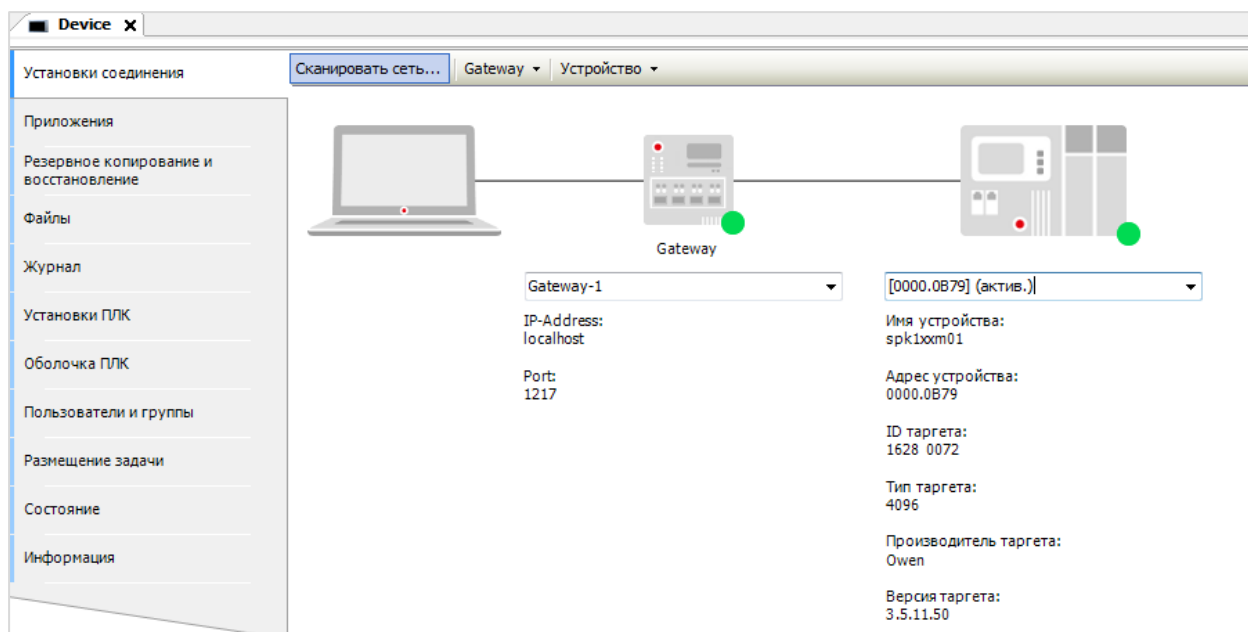 Device
Установки соединения
Сканировать сеть...
Gateway
Устройство
Приложения
Резервное копирование и
восстановление
Файлы
Журнал
Установки ПЛК
Оболочка ПЛК
Пользователи и группы
Размещение задачи
Состояние
Информация
Gateway
Gateway-1
IP-Address:
localhost
Port:
1217
[0000.0B79] (актив.)
Имя устройства:
spk1xxm01
Адрес устройства:
0000.0B79
ID таргета:
1628 0072
Тип таргета:
4096
Производитель таргета:
Owen
Версия таргета:
3.5.11.50